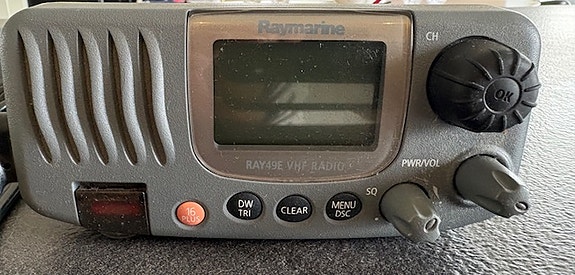 Raymarine
CH
OK
RAY49E VHF RADIO
PWR/VOL
SQ
16
PLUS
DW
TRI
CLEAR
MENU
DSC